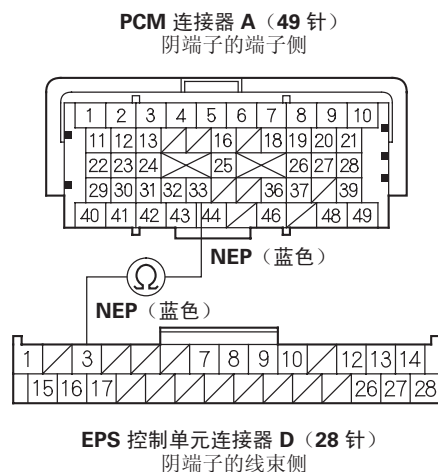 PCM 连接器 A（49 针）
阴端子的端子侧
1 2 3 4 5 6 7 8 9 10
11 12 13 16 18 19 20 21
22 23 24 25 26 27 28
29 30 31 32 33 36 37 39
40 41 42 43 44 46 48 49
NEP（蓝色）
Ω
NEP（蓝色）
1 3 7 8 9 10 12 13 14
15 16 17 26 27 28
EPS 控制单元连接器 D（28 针）
阴端子的线束侧